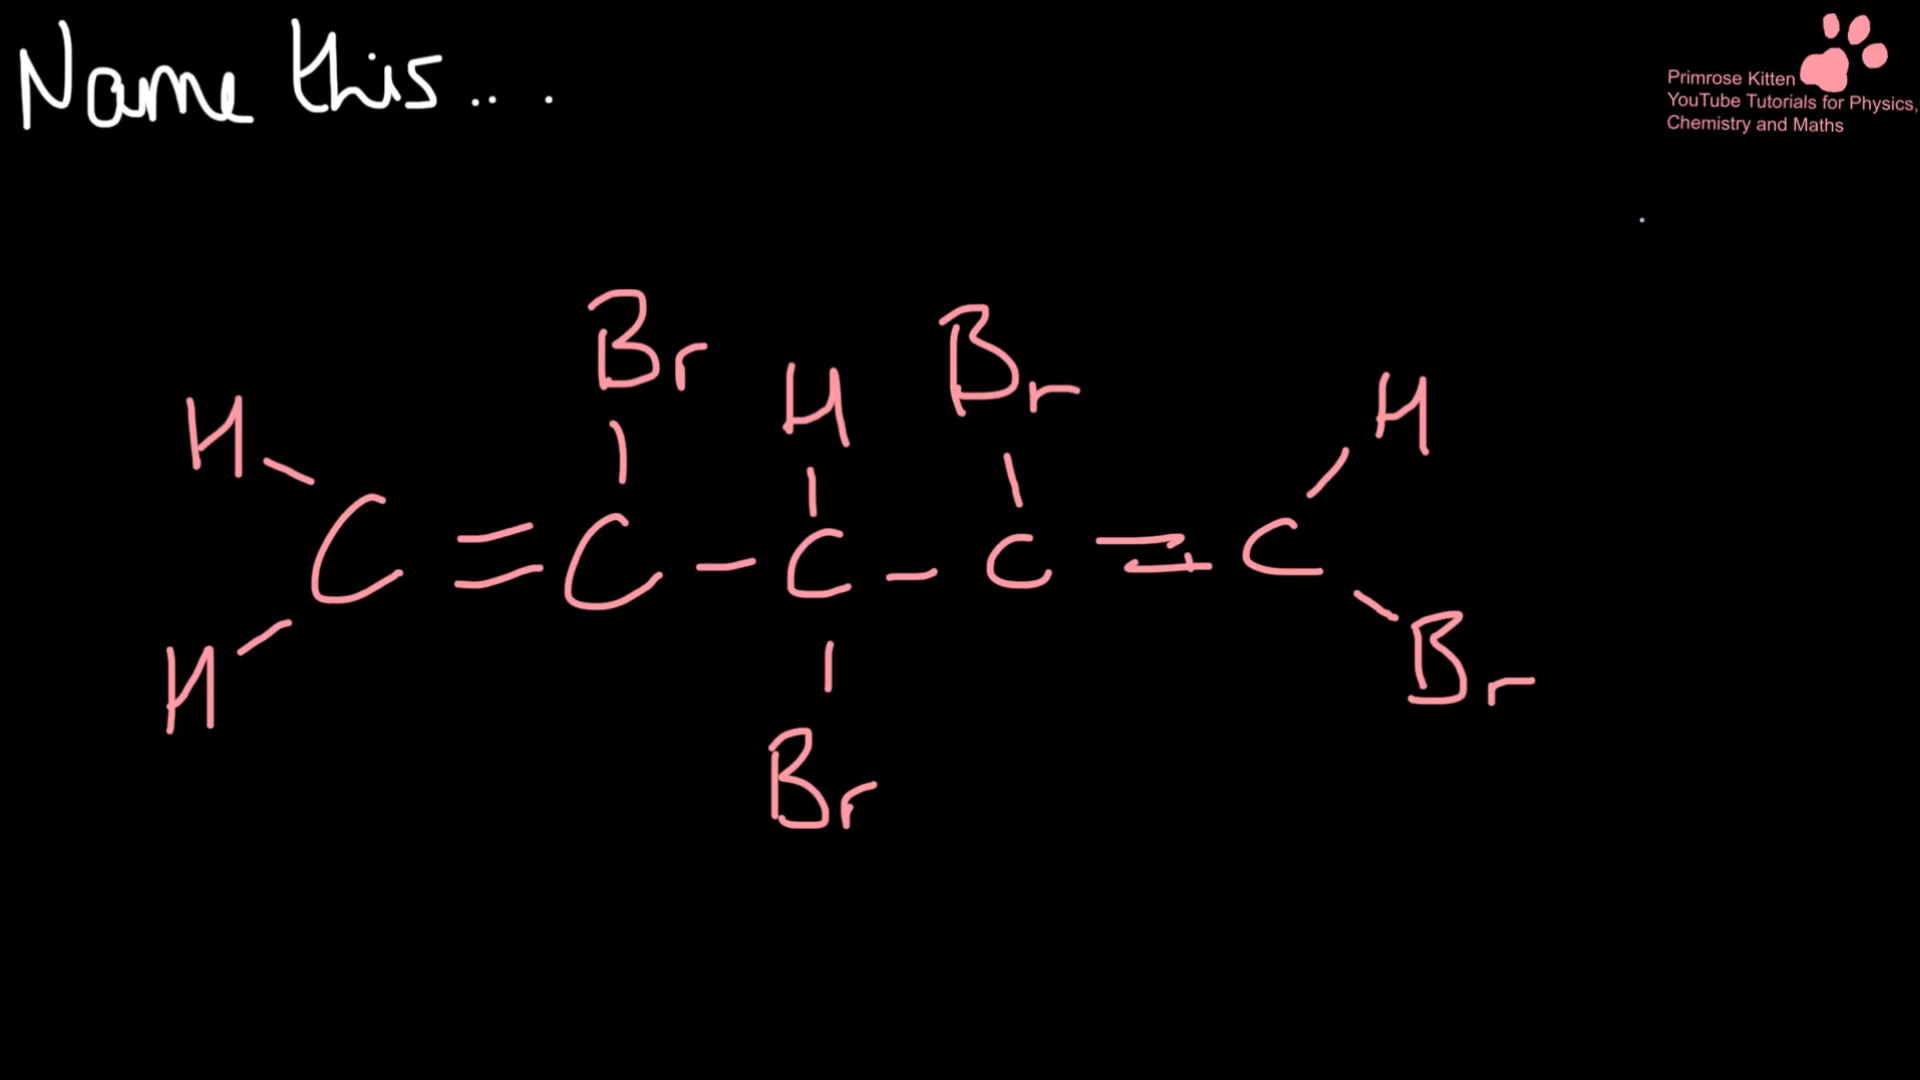 Name this...
Primrose Kitten
YouTube Tutorials for Physics,
Chemistry and Maths
Br Br
H H H
C = C - C - C = C
H Br
Br